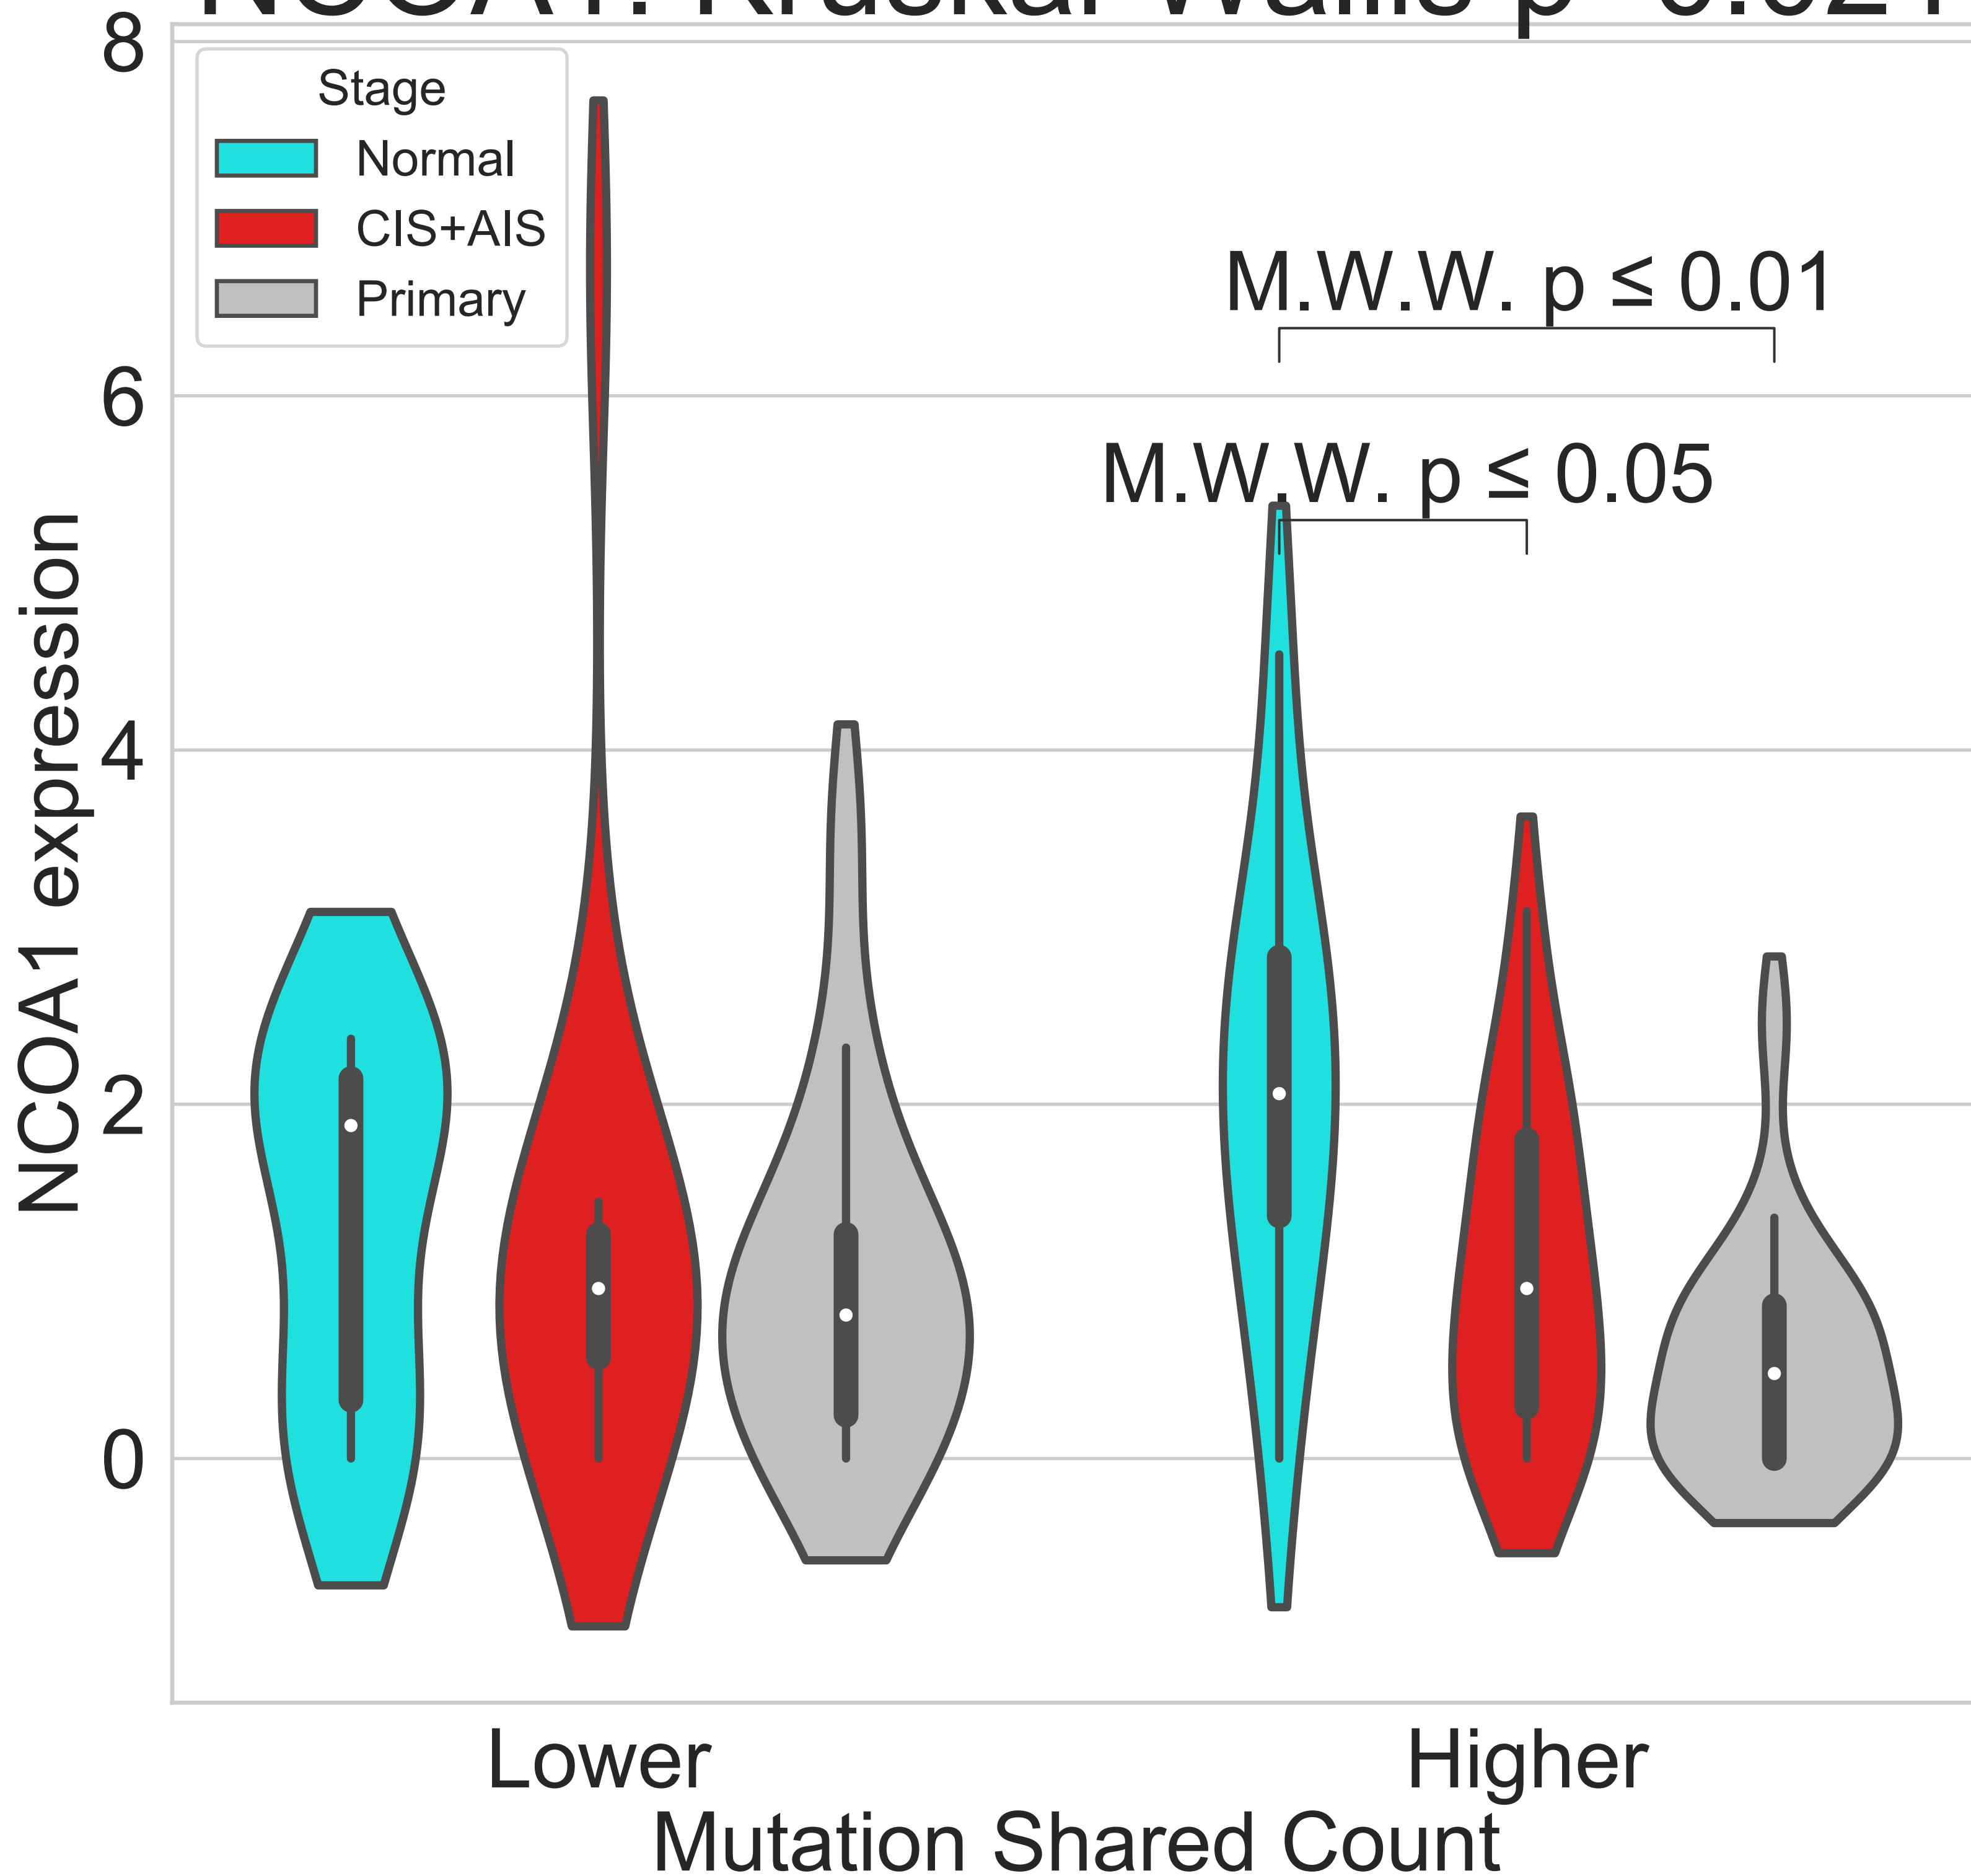 8
Stage
Normal
CIS+AIS
Primary
M.W.W. p ≤ 0.01
6
M.W.W. p ≤ 0.05
4
2
0
NCOA1 expression
Lower
Higher
Mutation Shared Count